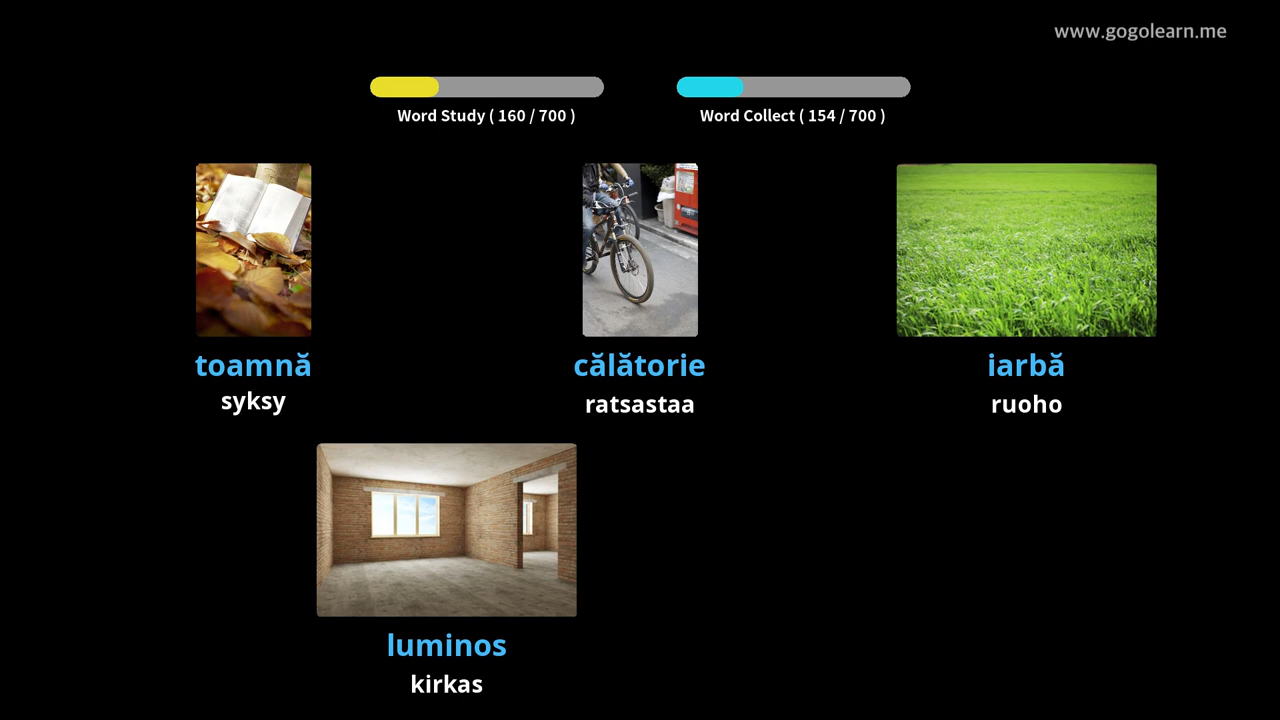 www.gogolearn.me
Word Study ( 160 / 700 )
Word Collect ( 154 / 700 )
toamnă
syksy
călătorie
ratsastaa
iarbă
ruoho
luminos
kirkas